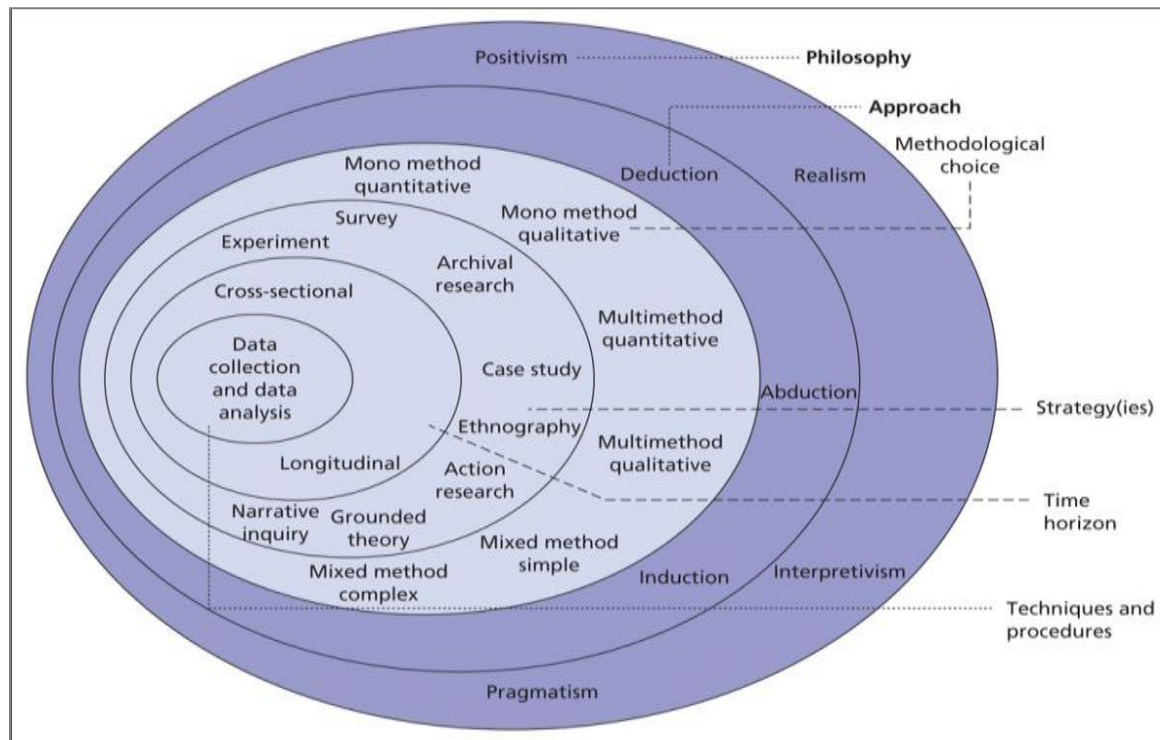 Positivism
Philosophy
Approach
Methodological
choice
Mono method
quantitative
Deduction
Realism
Survey
Mono method
qualitative
Experiment
Archival
research
Cross-sectional
Multimethod
quantitative
Data
collection
and data
analysis
Case study
Abduction
Strategy(ies)
Ethnography
Multimethod
qualitative
Longitudinal
Action
research
Time
horizon
Narrative
inquiry
Grounded
theory
Mixed method
simple
Mixed method
complex
Induction
Interpretivism
Techniques and
procedures
Pragmatism